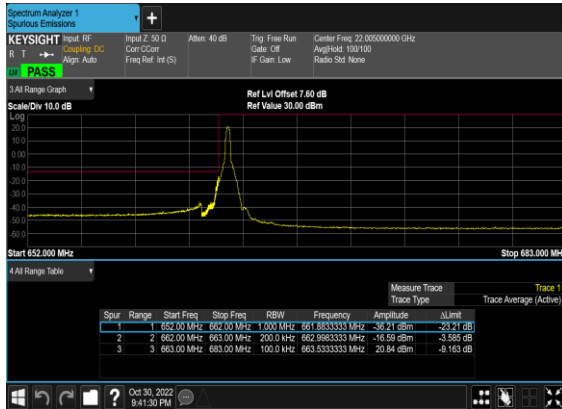 Spectrum Analyzer 1
Spurious Emissions
KEYSIGHT Input: RF Input Z: 50 Ω Atten: 40 dB Trig: Free Run Center Freq: 22.005000000 GHz
R T Coupling: DC Corr CCorr Gate: Off Avg|Hold: 100/100
Align: Auto Freq Ref: Int (S) IF Gain: Low Radio Std: None
PASS
3 All Range Graph
Ref Lvl Offset 7.60 dB
Scale/Div 10.0 dB Ref Value 30.00 dBm
Log
20.0
10.0
0.00
-10.0
-20.0
-30.0
-40.0
-50.0
-60.0
Start 652.000 MHz Stop 683.000 MHz
4 All Range Table
Measure Trace Trace 1
Trace Type Trace Average (Active)
Spur Range Start Freq Stop Freq RBW Frequency Amplitude ΔLimit
1 1 652.00 MHz 662.00 MHz 1.000 MHz 661.8833333 MHz -36.21 dBm -23.21 dB
2 2 662.00 MHz 663.00 MHz 200.0 kHz 662.9983333 MHz -16.59 dBm -3.585 dB
3 3 663.00 MHz 683.00 MHz 100.0 kHz 663.5333333 MHz 20.84 dBm -9.163 dB
Oct 30, 2022
9:41:30 PM